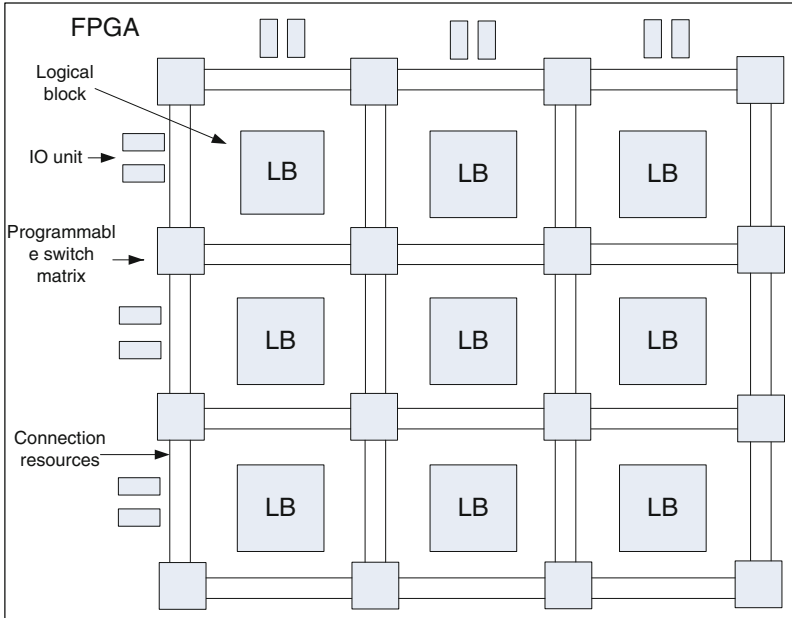 FPGA
Logical
block
IO unit
LB
LB
LB
Programmabl
e switch
matrix
LB
LB
LB
Connection
resources
LB
LB
LB